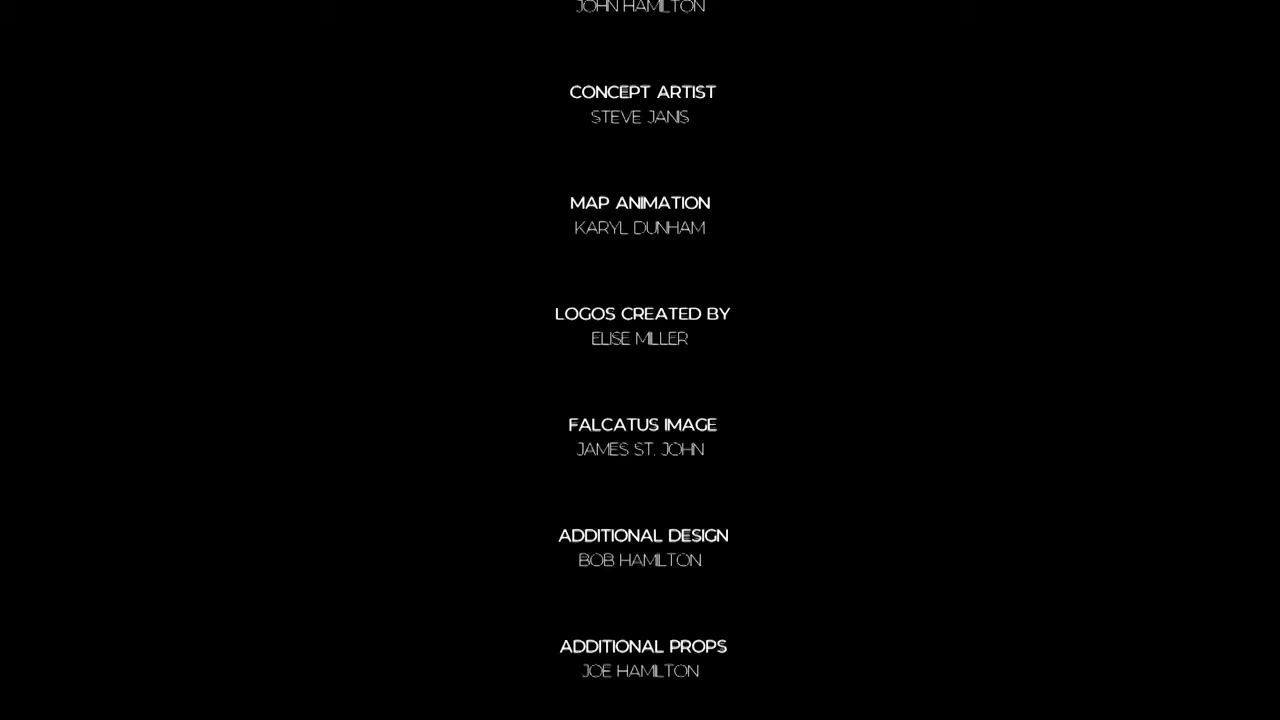 JOHN HAMILTON
CONCEPT ARTIST
STEVE JANIS
MAP ANIMATION
KARYL DUNHAM
LOGOS CREATED BY
ELISE MILLER
FALCATUS IMAGE
JAMES ST. JOHN
ADDITIONAL DESIGN
BOB HAMILTON
ADDITIONAL PROPS
JOE HAMILTON